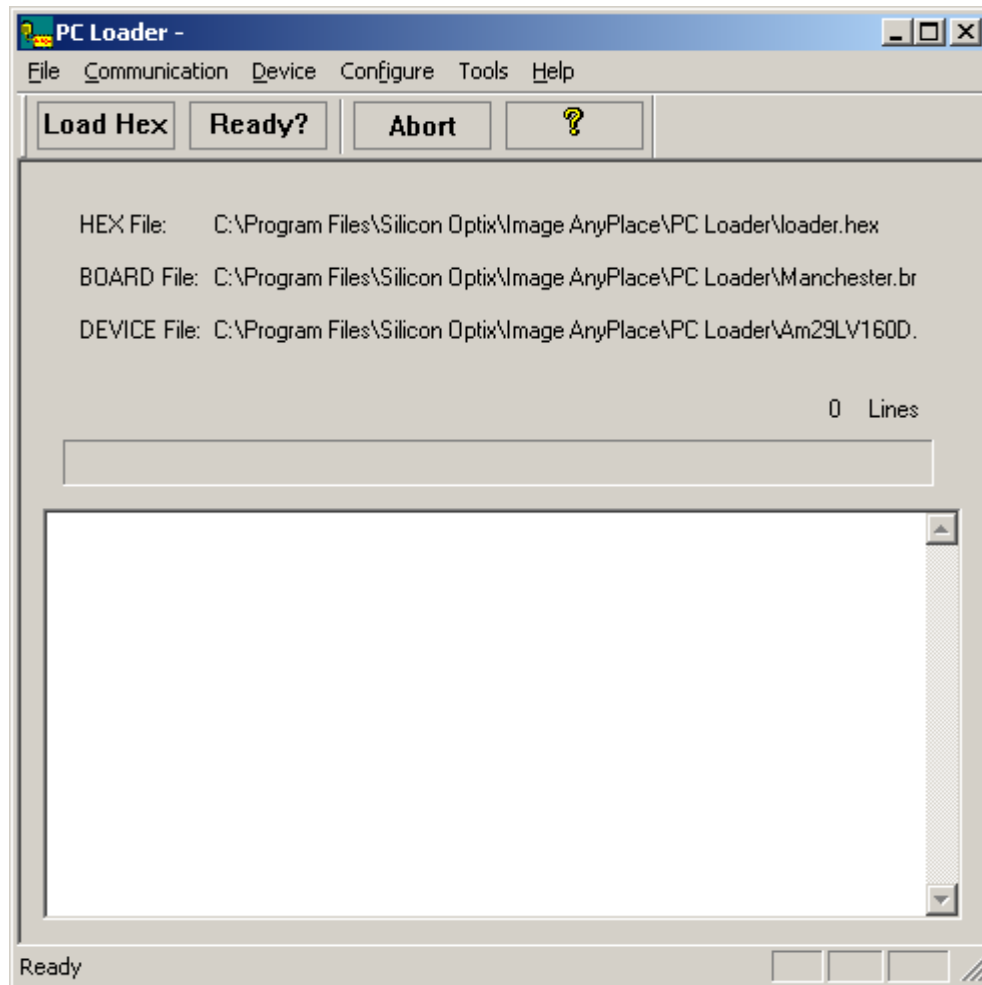 PC Loader -
File Communication Device Configure Tools Help
Load Hex Ready? Abort ?
HEX File: C:\Program Files\Silicon Optix\Image AnyPlace\PC Loader\loader.hex
BOARD File: C:\Program Files\Silicon Optix\Image AnyPlace\PC Loader\Manchester.br
DEVICE File: C:\Program Files\Silicon Optix\Image AnyPlace\PC Loader\Am29LV160D.
0 Lines
Ready